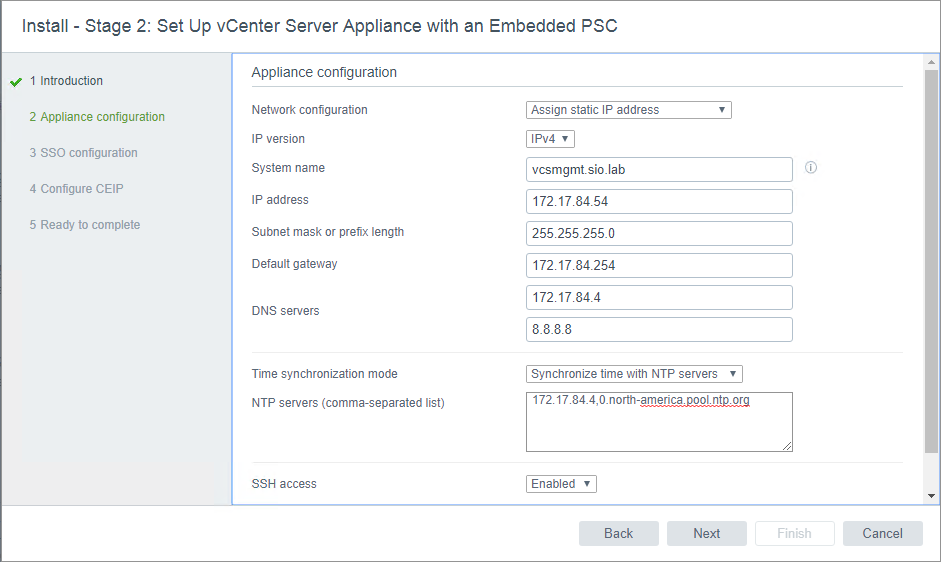 Install - Stage 2: Set Up vCenter Server Appliance with an Embedded PSC
1 Introduction
2 Appliance configuration
3 SSO configuration
4 Configure CEIP
5 Ready to complete
Appliance configuration
Network configuration Assign static IP address
IP version IPv4
System name vcsmgmt.sio.lab
IP address 172.17.84.54
Subnet mask or prefix length 255.255.255.0
Default gateway 172.17.84.254
DNS servers 172.17.84.4
8.8.8.8
Time synchronization mode Synchronize time with NTP servers
NTP servers (comma-separated list) 172.17.84.4,0.north-america.pool.ntp.org
SSH access Enabled
Back Next Finish Cancel